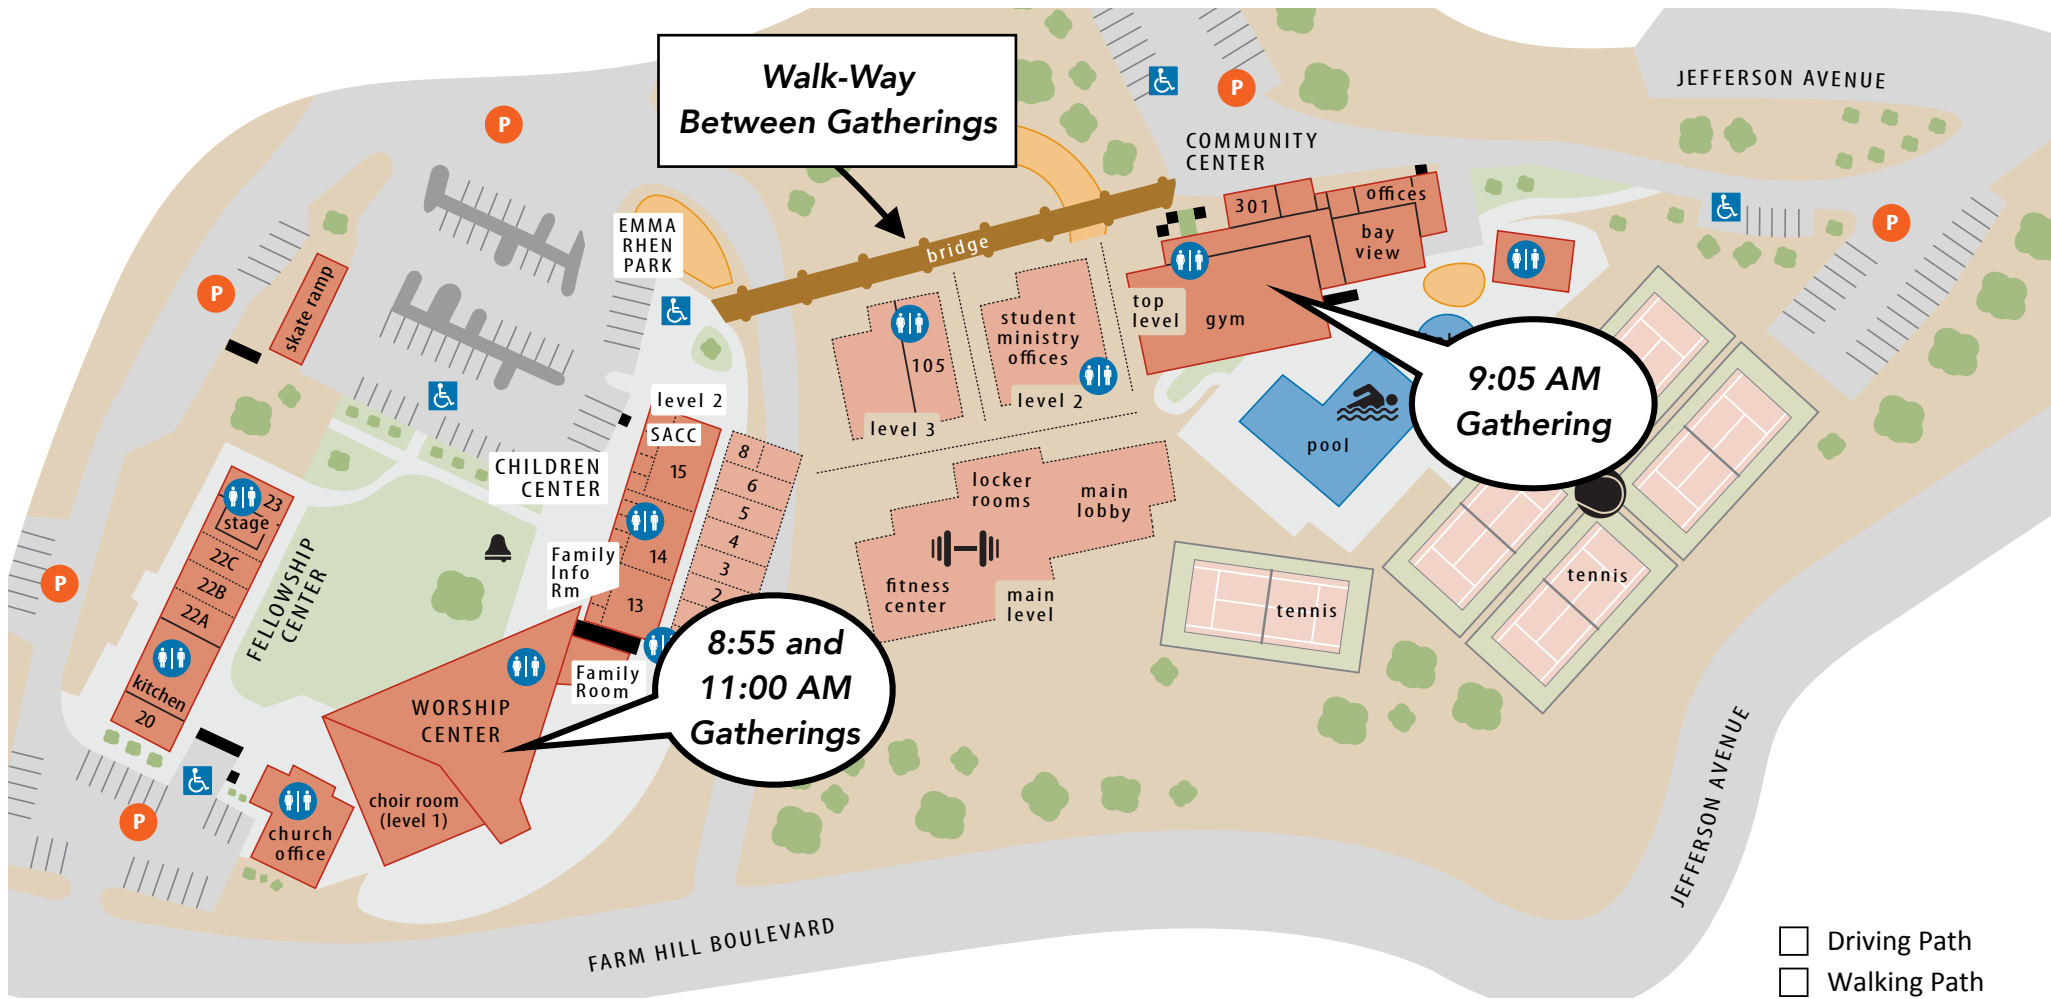 Walk-Way
Between Gatherings
P
P
JEFFERSON AVENUE
COMMUNITY
CENTER
EMMA
RHEN
PARK
bridge
301
offices
bay
view
P
P
skate ramp
top
level
gym
student
ministry
offices
level 2
105
level 3
9:05 AM
Gathering
pool
level 2
SACC
15
14
13
8
6
5
4
3
2
CHILDREN
CENTER
locker
rooms
main
lobby
fitness
center
main
level
23
stage
22C
22B
22A
kitchen
20
FELLOWSHIP
CENTER
P
Family
Info
Rm
Family
Room
8:55 and
11:00 AM
Gatherings
WORSHIP
CENTER
choir room
(level 1)
church
office
P
tennis
tennis
JEFFERSON AVENUE
FARM HILL BOULEVARD
Driving Path
Walking Path